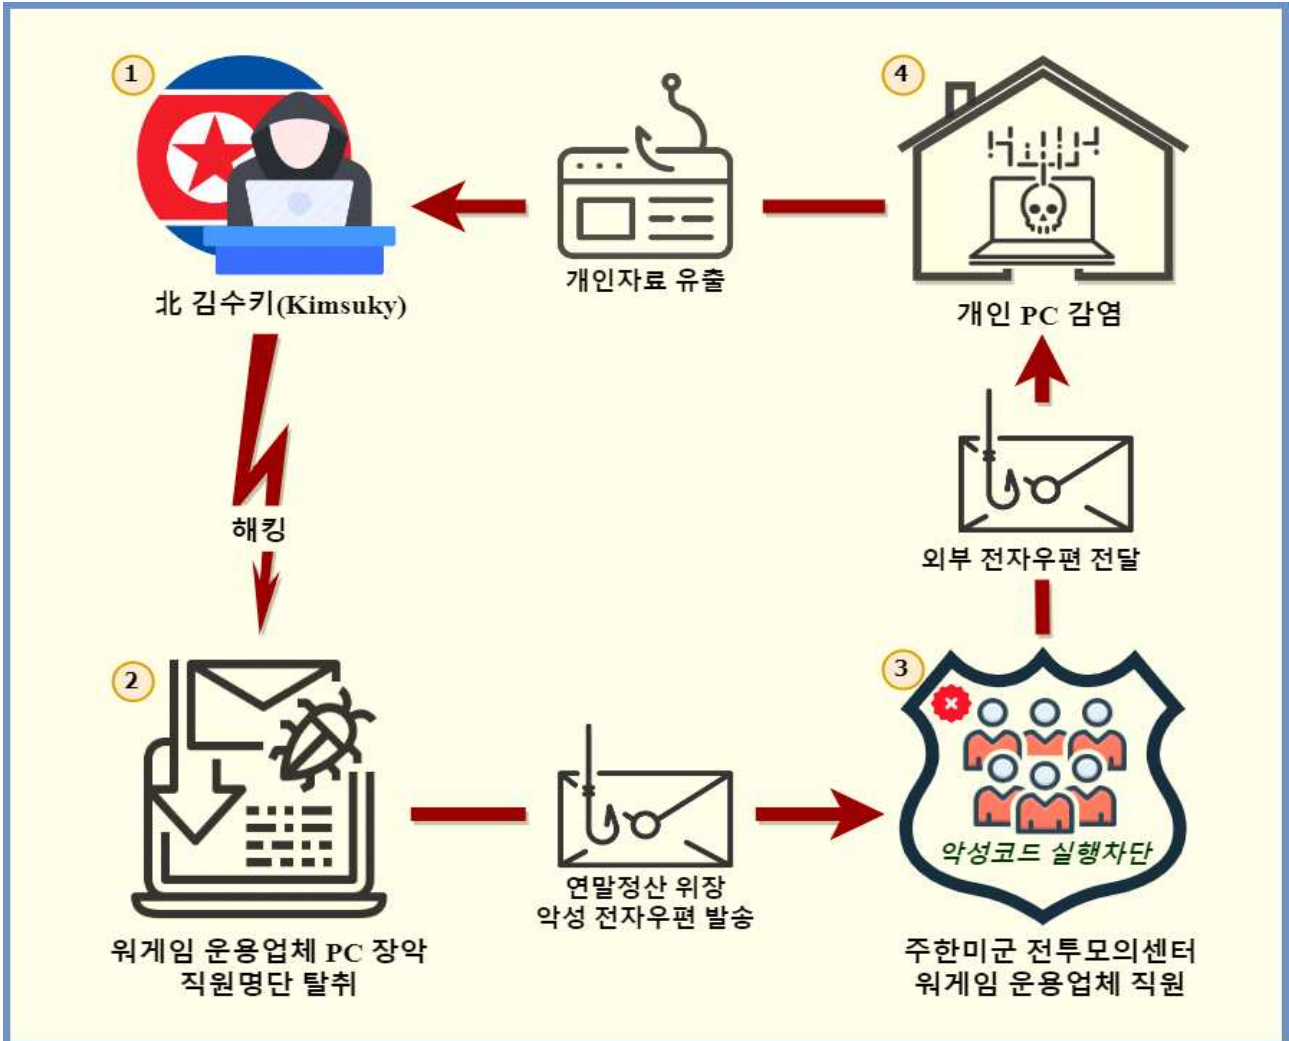 1
北 김수키(Kimsuky)
해킹
2
워게임 운용업체 PC 장악
직원명단 탈취
연말정산 위장
악성 전자우편 발송
3
악성코드 실행차단
주한미군 전투모의센터
워게임 운용업체 직원
외부 전자우편 전달
4
개인 PC 감염
개인자료 유출